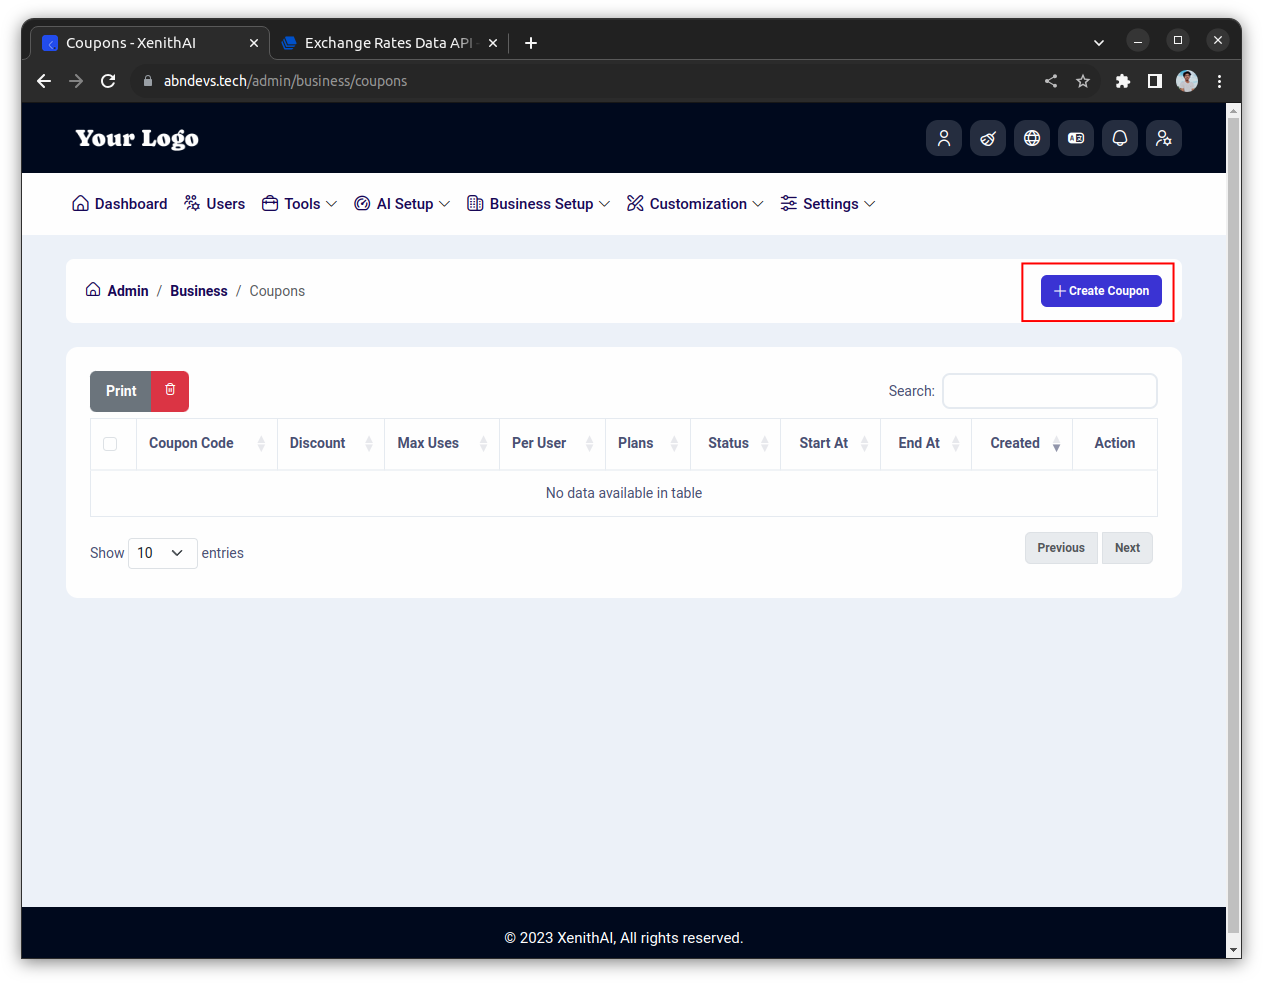 Coupons - XenithAI
Exchange Rates Data API
abndevs.tech/admin/business/coupons
Your Logo
Dashboard Users Tools AI Setup Business Setup Customization Settings
Admin / Business / Coupons
Create Coupon
Print
Search:
Coupon Code Discount Max Uses Per User Plans Status Start At End At Created Action
No data available in table
Show 10 entries
Previous Next
© 2023 XenithAI, All rights reserved.